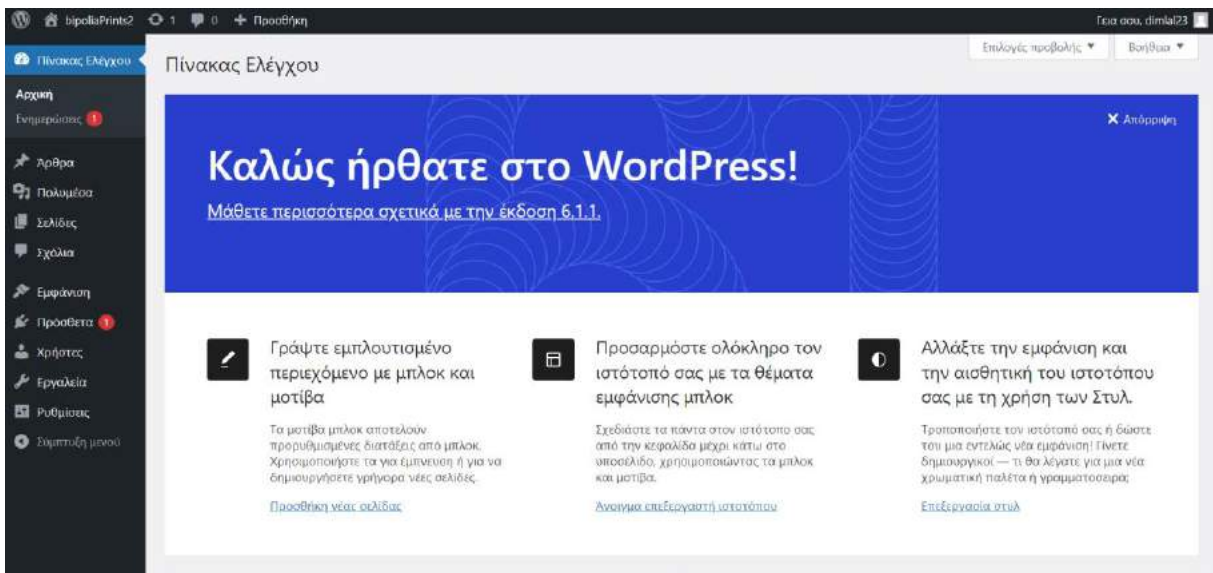 bipoliaPrints2 1 0 + Προσθήκη
Γεια σου, dimlal23
Πίνακας Ελέγχου
Αρχική
Ενημερώσεις 1
Άρθρα
Πολυμέσα
Σελίδες
Σχόλια
Εμφάνιση
Πρόσθετα 1
Χρήστες
Εργαλεία
Ρυθμίσεις
Σύμπτυξη μενού
Επιλογές προβολής
Βοήθεια
Πίνακας Ελέγχου
Απόρριψη
Καλώς ήρθατε στο WordPress!
Μάθετε περισσότερα σχετικά με την έκδοση 6.1.1.
Γράψτε εμπλουτισμένο
περιεχόμενο με μπλοκ και
μοτίβα
Τα μοτίβα μπλοκ αποτελούν
προρυθμισμένες διατάξεις από μπλοκ.
Χρησιμοποιήστε τα για έμπνευση ή για να
δημιουργήσετε γρήγορα νέες σελίδες.
Προσθήκη νέας σελίδας
Προσαρμόστε ολόκληρο τον
ιστότοπό σας με τα θέματα
εμφάνισης μπλοκ
Σχεδιάστε τα πάντα στον ιστότοπο σας
από την κεφαλίδα μέχρι κάτω στο
υποσέλιδο, χρησιμοποιώντας τα μπλοκ
και μοτίβα.
Άνοιγμα επεξεργαστή ιστοτόπου
Αλλάξτε την εμφάνιση και
την αισθητική του ιστοτόπου
σας με τη χρήση των Στυλ.
Τροποποιήστε τον ιστότοπό σας ή δώστε
του μια εντελώς νέα εμφάνιση! Γίνετε
δημιουργικοί — τι θα λέγατε για μια νέα
χρωματική παλέτα ή γραμματοσειρά;
Επεξεργασία στυλ